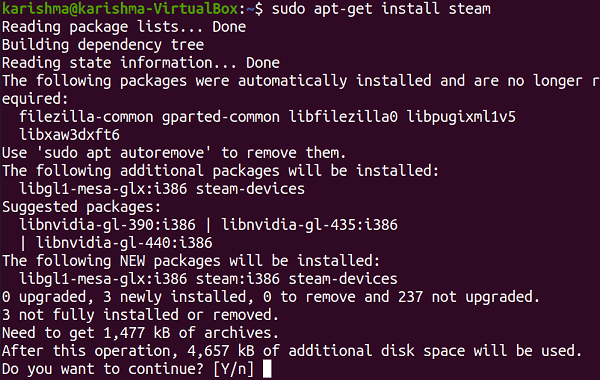 karishma@karishma-VirtualBox:~$ sudo apt-get install steam
Reading package lists... Done
Building dependency tree
Reading state information... Done
The following packages were automatically installed and are no longer r
equired:
  filezilla-common gparted-common libfilezilla0 libpugixml1v5
  libxaw3dxft6
Use 'sudo apt autoremove' to remove them.
The following additional packages will be installed:
  libgl1-mesa-glx:i386 steam-devices
Suggested packages:
  libnvidia-gl-390:i386 | libnvidia-gl-435:i386
  | libnvidia-gl-440:i386
The following NEW packages will be installed:
  libgl1-mesa-glx:i386 steam:i386 steam-devices
0 upgraded, 3 newly installed, 0 to remove and 237 not upgraded.
3 not fully installed or removed.
Need to get 1,477 kB of archives.
After this operation, 4,657 kB of additional disk space will be used.
Do you want to continue? [Y/n]